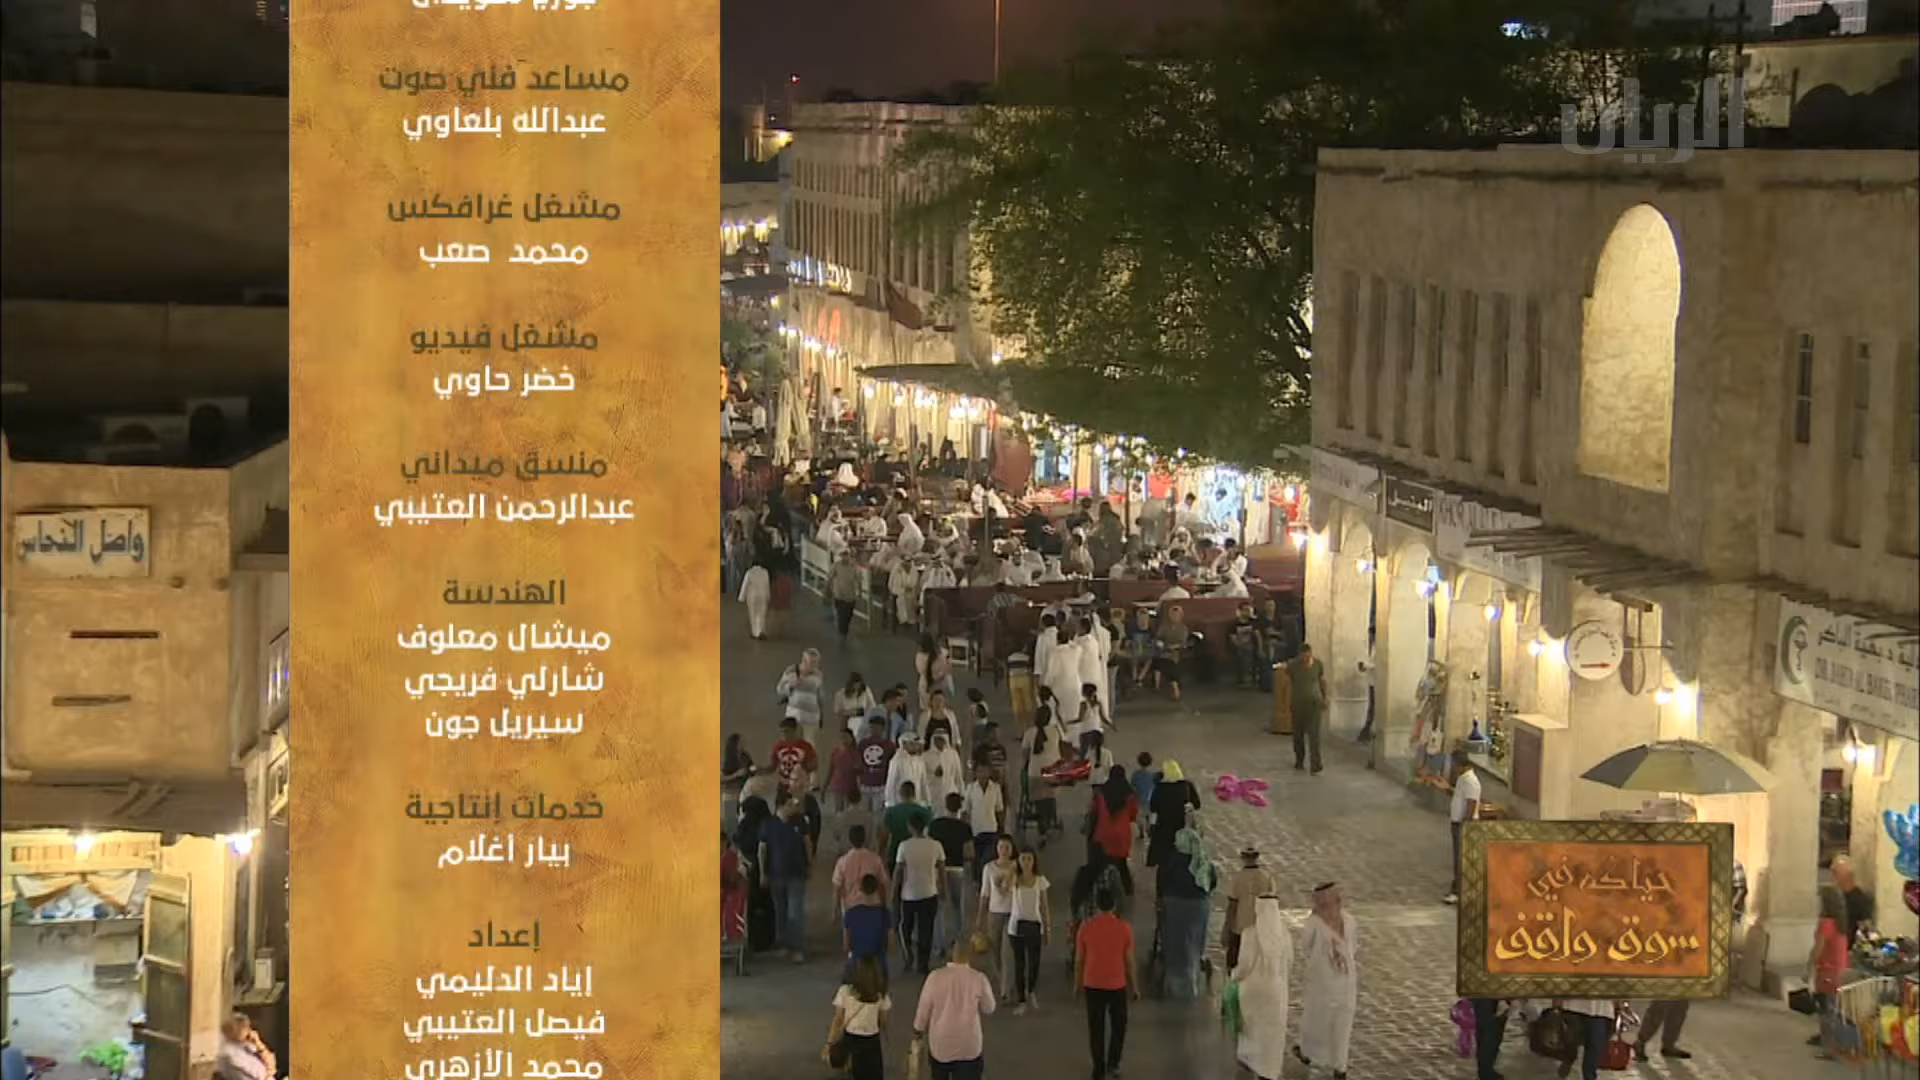 مساعد فني صوت
عبدالله بلعاوي
مشغل غرافكس
محمد صعب
مشغل فيديو
خضر حاوي
منسق ميداني
عبدالرحمن العتيبي
الهندسة
ميشال معلوف
شارلي فريجي
سيريل جون
خدمات إنتاجية
بيار أغلام
إعداد
إياد الدليمي
فيصل العتيبي
محمد الأزهري
الريان
واصل النحاس
حياكم في
سوق واقف